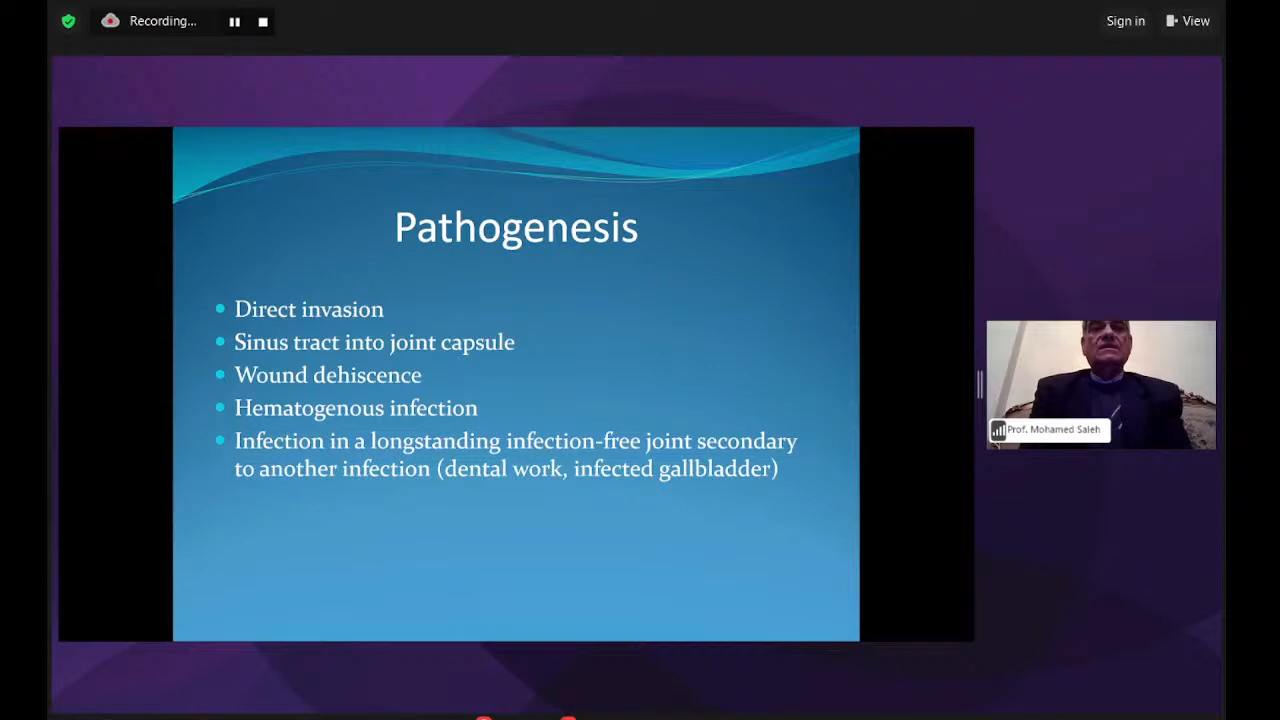 Recording...
Sign in
View
Pathogenesis
Direct invasion
Sinus tract into joint capsule
Wound dehiscence
Hematogenous infection
Infection in a longstanding infection-free joint secondary
to another infection (dental work, infected gallbladder)
Prof. Mohamed Saleh